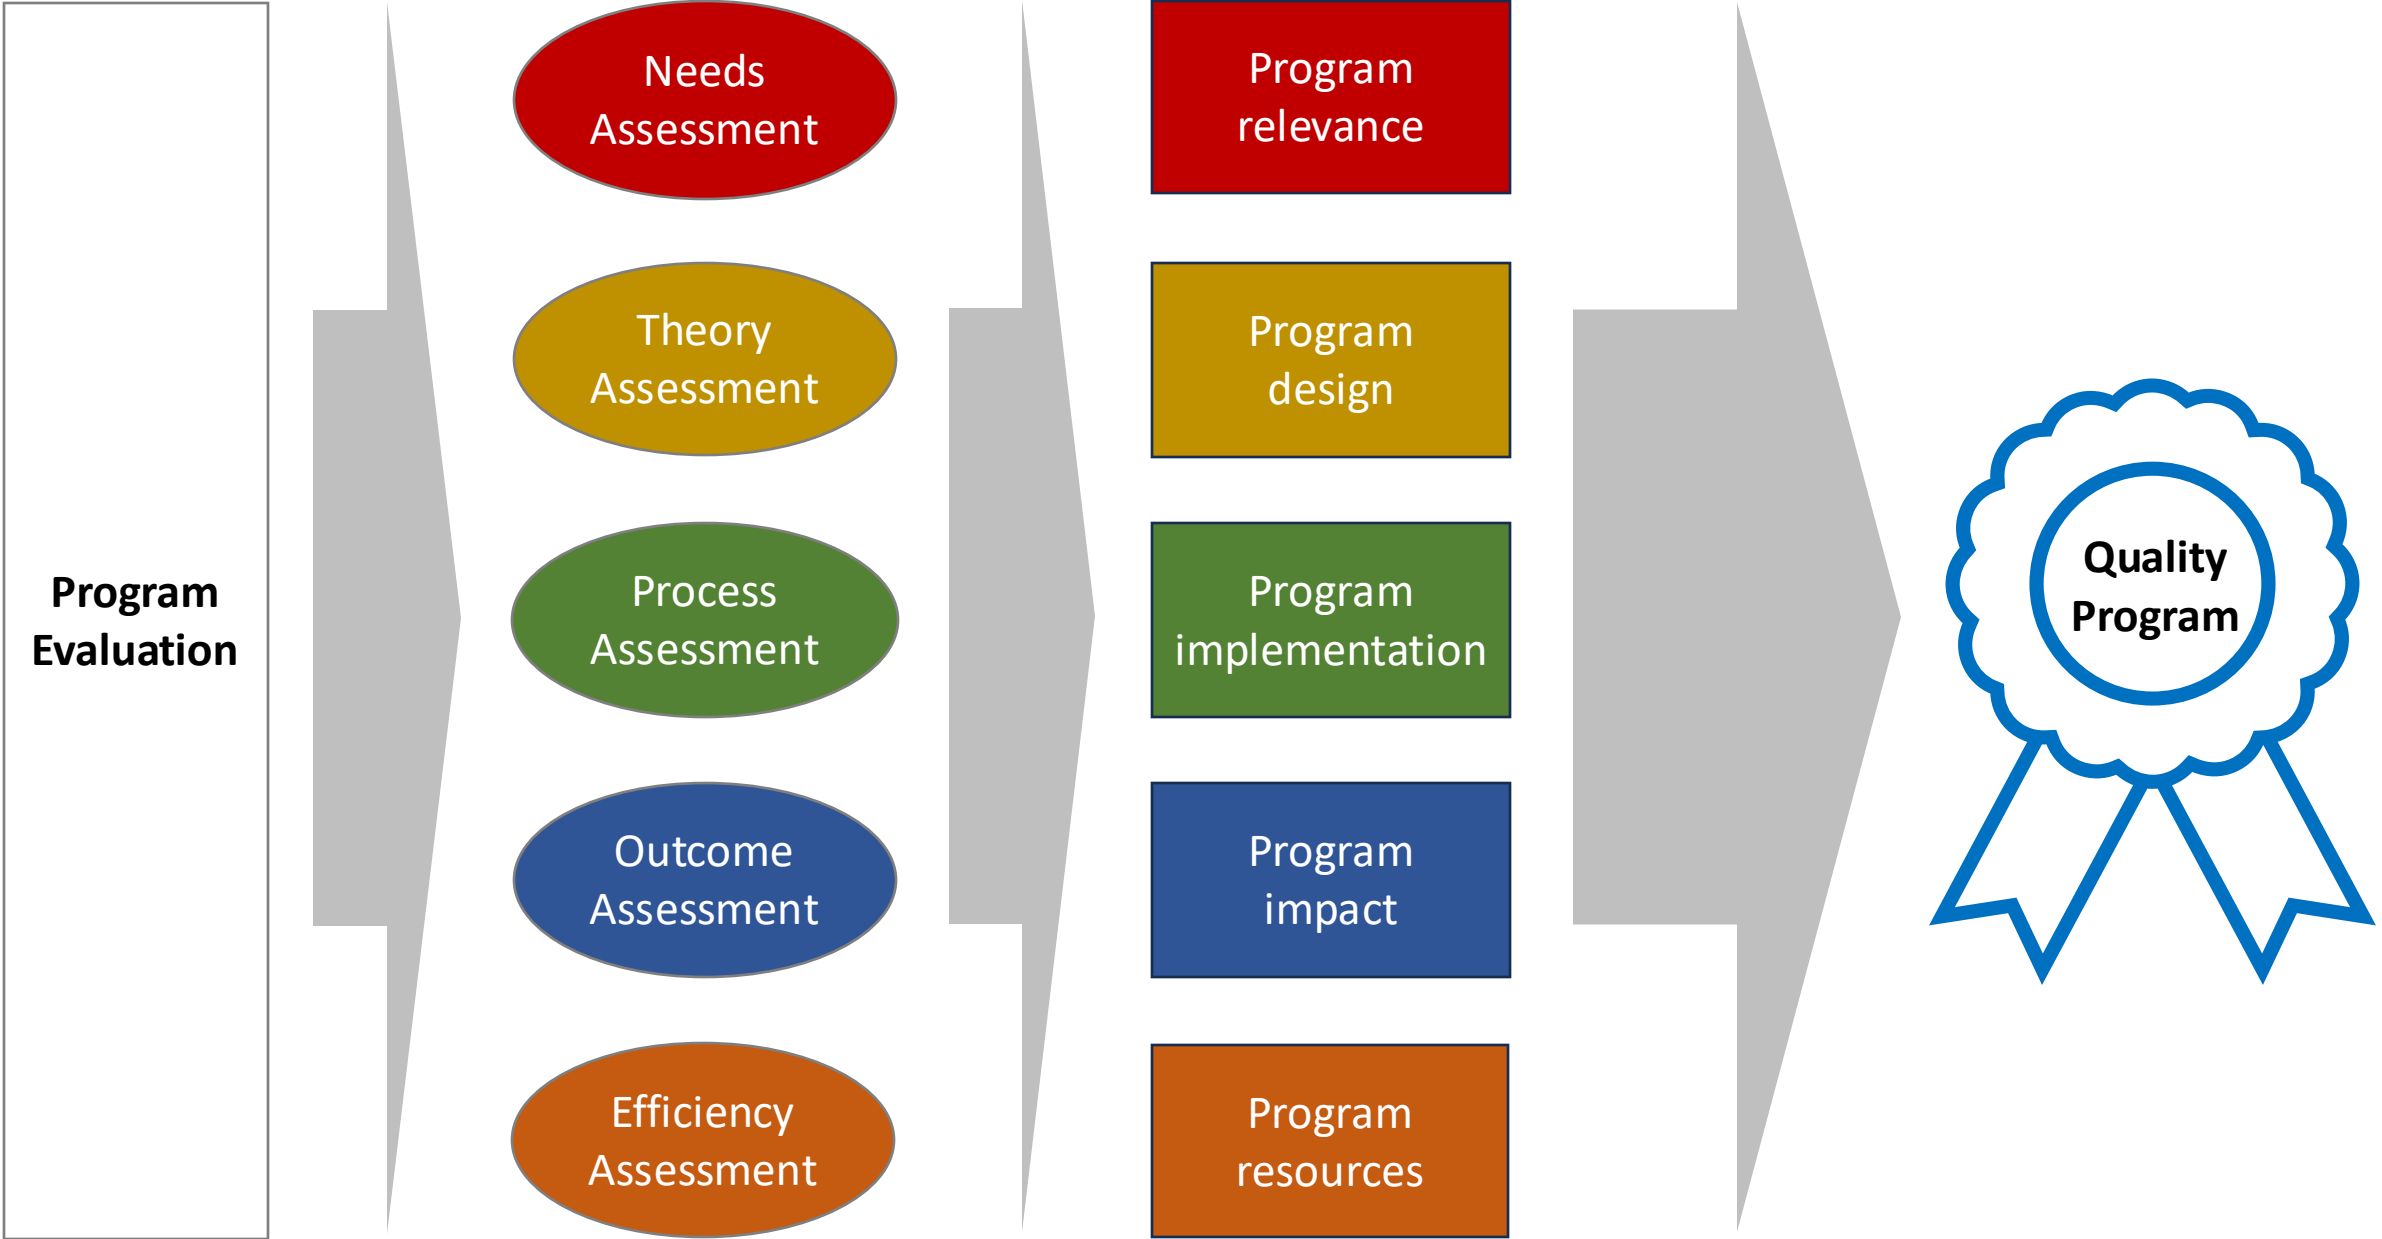 Program
Evaluation
Needs
Assessment
Theory
Assessment
Process
Assessment
Outcome
Assessment
Efficiency
Assessment
Program
relevance
Program
design
Program
implementation
Program
impact
Program
resources
Quality
Program